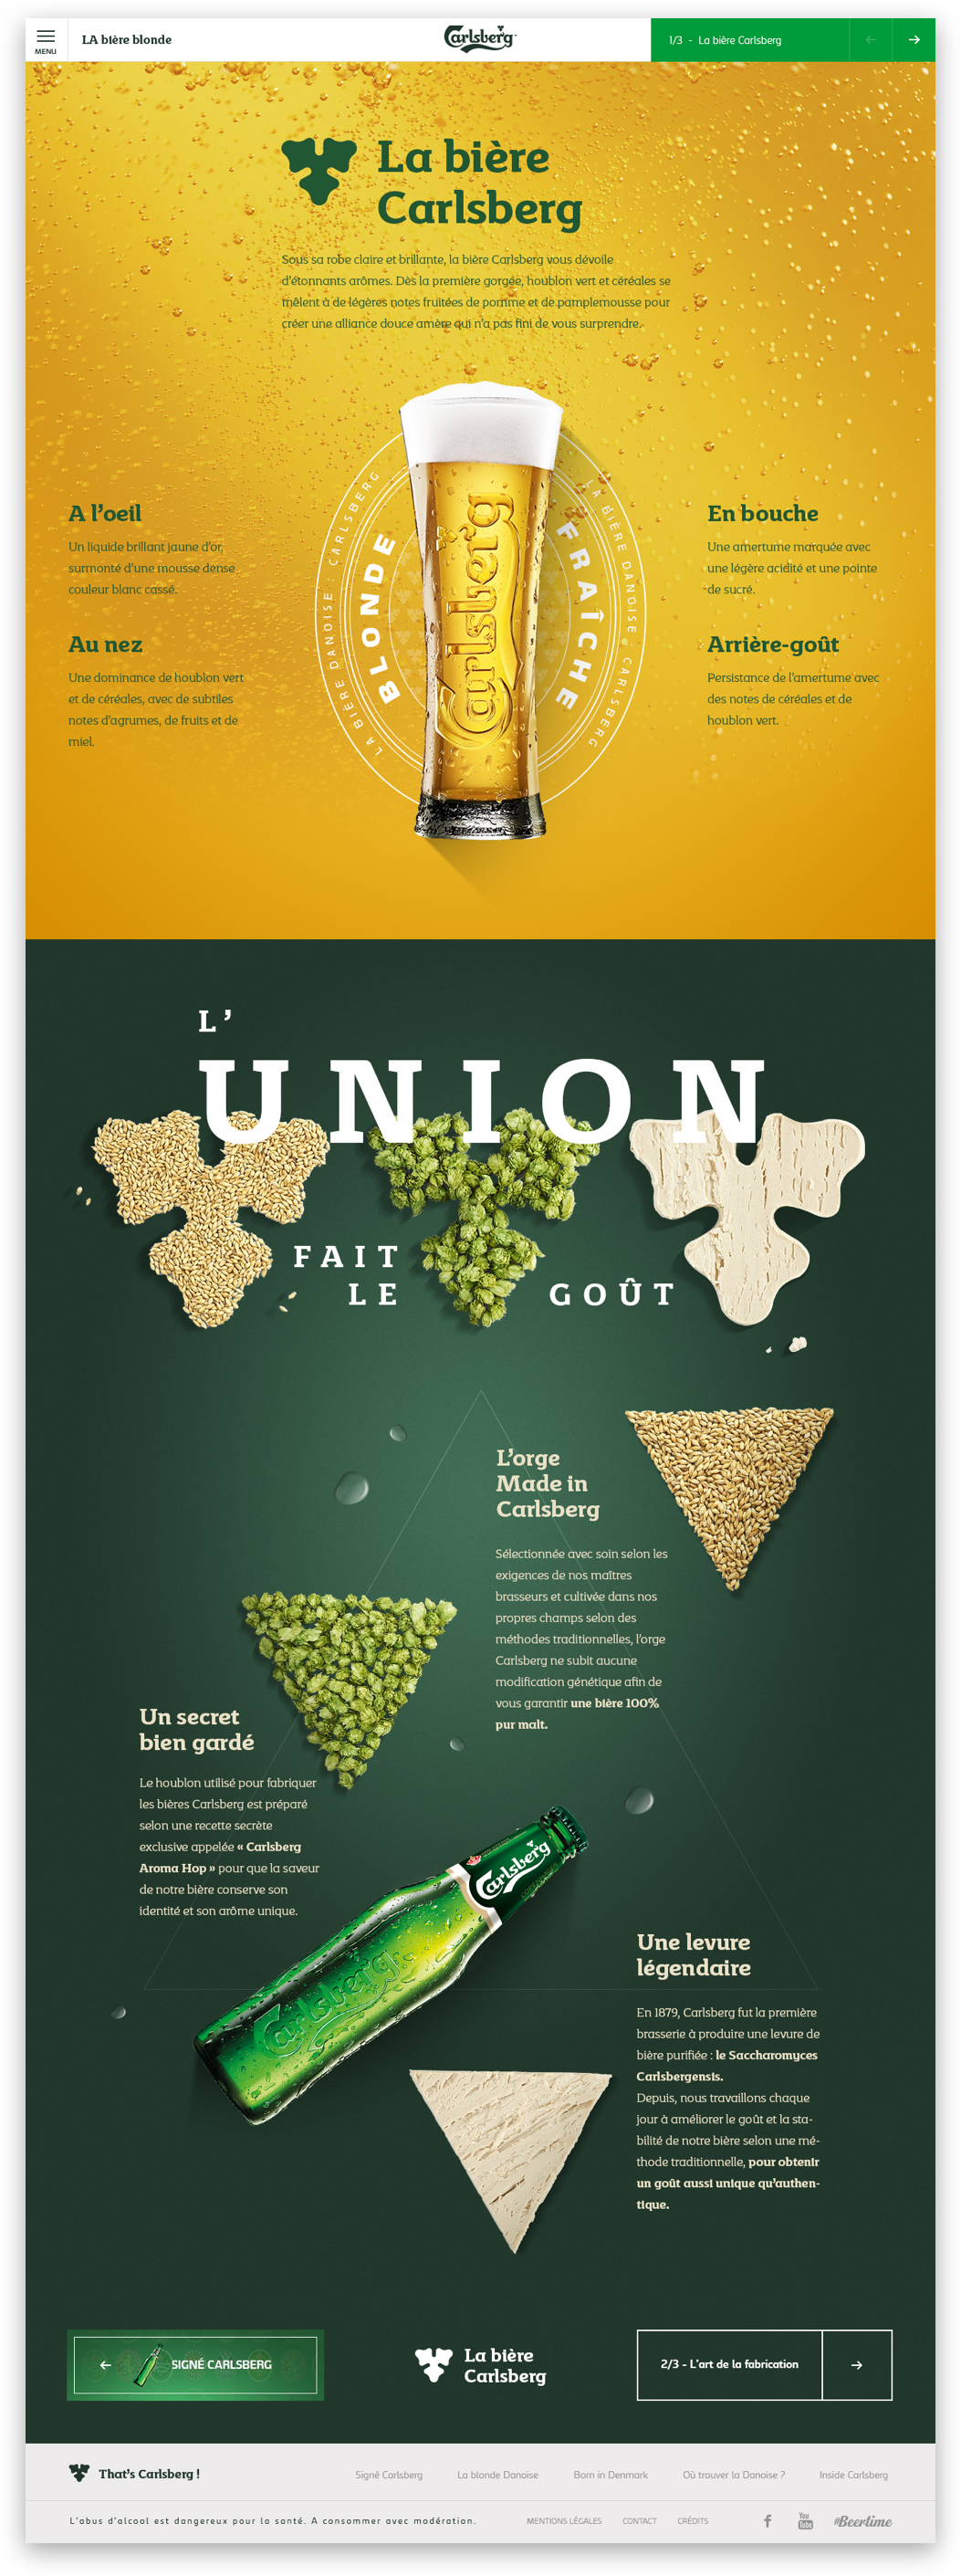 MENU
LA bière blonde
Carlsberg
1/3 - La bière Carlsberg
La bière
Carlsberg
Sous sa robe claire et brillante, la bière Carlsberg vous dévoile
d'étonnants arômes. Dès la première gorgée, houblon vert et céréales se
mêlent à de légères notes fruitées de pomme et de pamplemousse pour
créer une alliance douce amère qui n'a pas fini de vous surprendre.
A l'oeil
Un liquide brillant jaune d'or,
surmonté d'une mousse dense
couleur blanc cassé.
Au nez
Une dominance de houblon vert
et de céréales, avec de subtiles
notes d'agrumes, de fruits et de
miel.
LA BIÈRE DANOISE CARLSBERG
BLONDE
Carlsberg
FRAÎCHE
LA BIÈRE DANOISE CARLSBERG
En bouche
Une amertume marquée avec
une légère acidité et une pointe
de sucré.
Arrière-goût
Persistance de l'amertume avec
des notes de céréales et de
houblon vert.
L'
UNION
FAIT
LE GOÛT
L'orge
Made in
Carlsberg
Sélectionnée avec soin selon les
exigences de nos maîtres
brasseurs et cultivée dans nos
propres champs selon des
méthodes traditionnelles, l'orge
Carlsberg ne subit aucune
modification génétique afin de
vous garantir une bière 100%
pur malt.
Un secret
bien gardé
Le houblon utilisé pour fabriquer
les bières Carlsberg est préparé
selon une recette secrète
exclusive appelée « Carlsberg
Aroma Hop » pour que la saveur
de notre bière conserve son
identité et son arôme unique.
Carlsberg
Carlsberg
Une levure
légendaire
En 1879, Carlsberg fut la première
brasserie à produire une levure de
bière purifiée : le Saccharomyces
Carlsbergensis.
Depuis, nous travaillons chaque
jour à améliorer le goût et la sta-
bilité de notre bière selon une mé-
thode traditionnelle, pour obtenir
un goût aussi unique qu'authen-
tique.
SIGNÉ CARLSBERG
La bière
Carlsberg
2/3 - L'art de la fabrication
That's Carlsberg !
Signé Carlsberg
La blonde Danoise
Born in Denmark
Où trouver la Danoise ?
Inside Carlsberg
L'abus d'alcool est dangereux pour la santé. A consommer avec modération.
MENTIONS LÉGALES
CONTACT
CRÉDITS
f
You
Tube
#Beertime